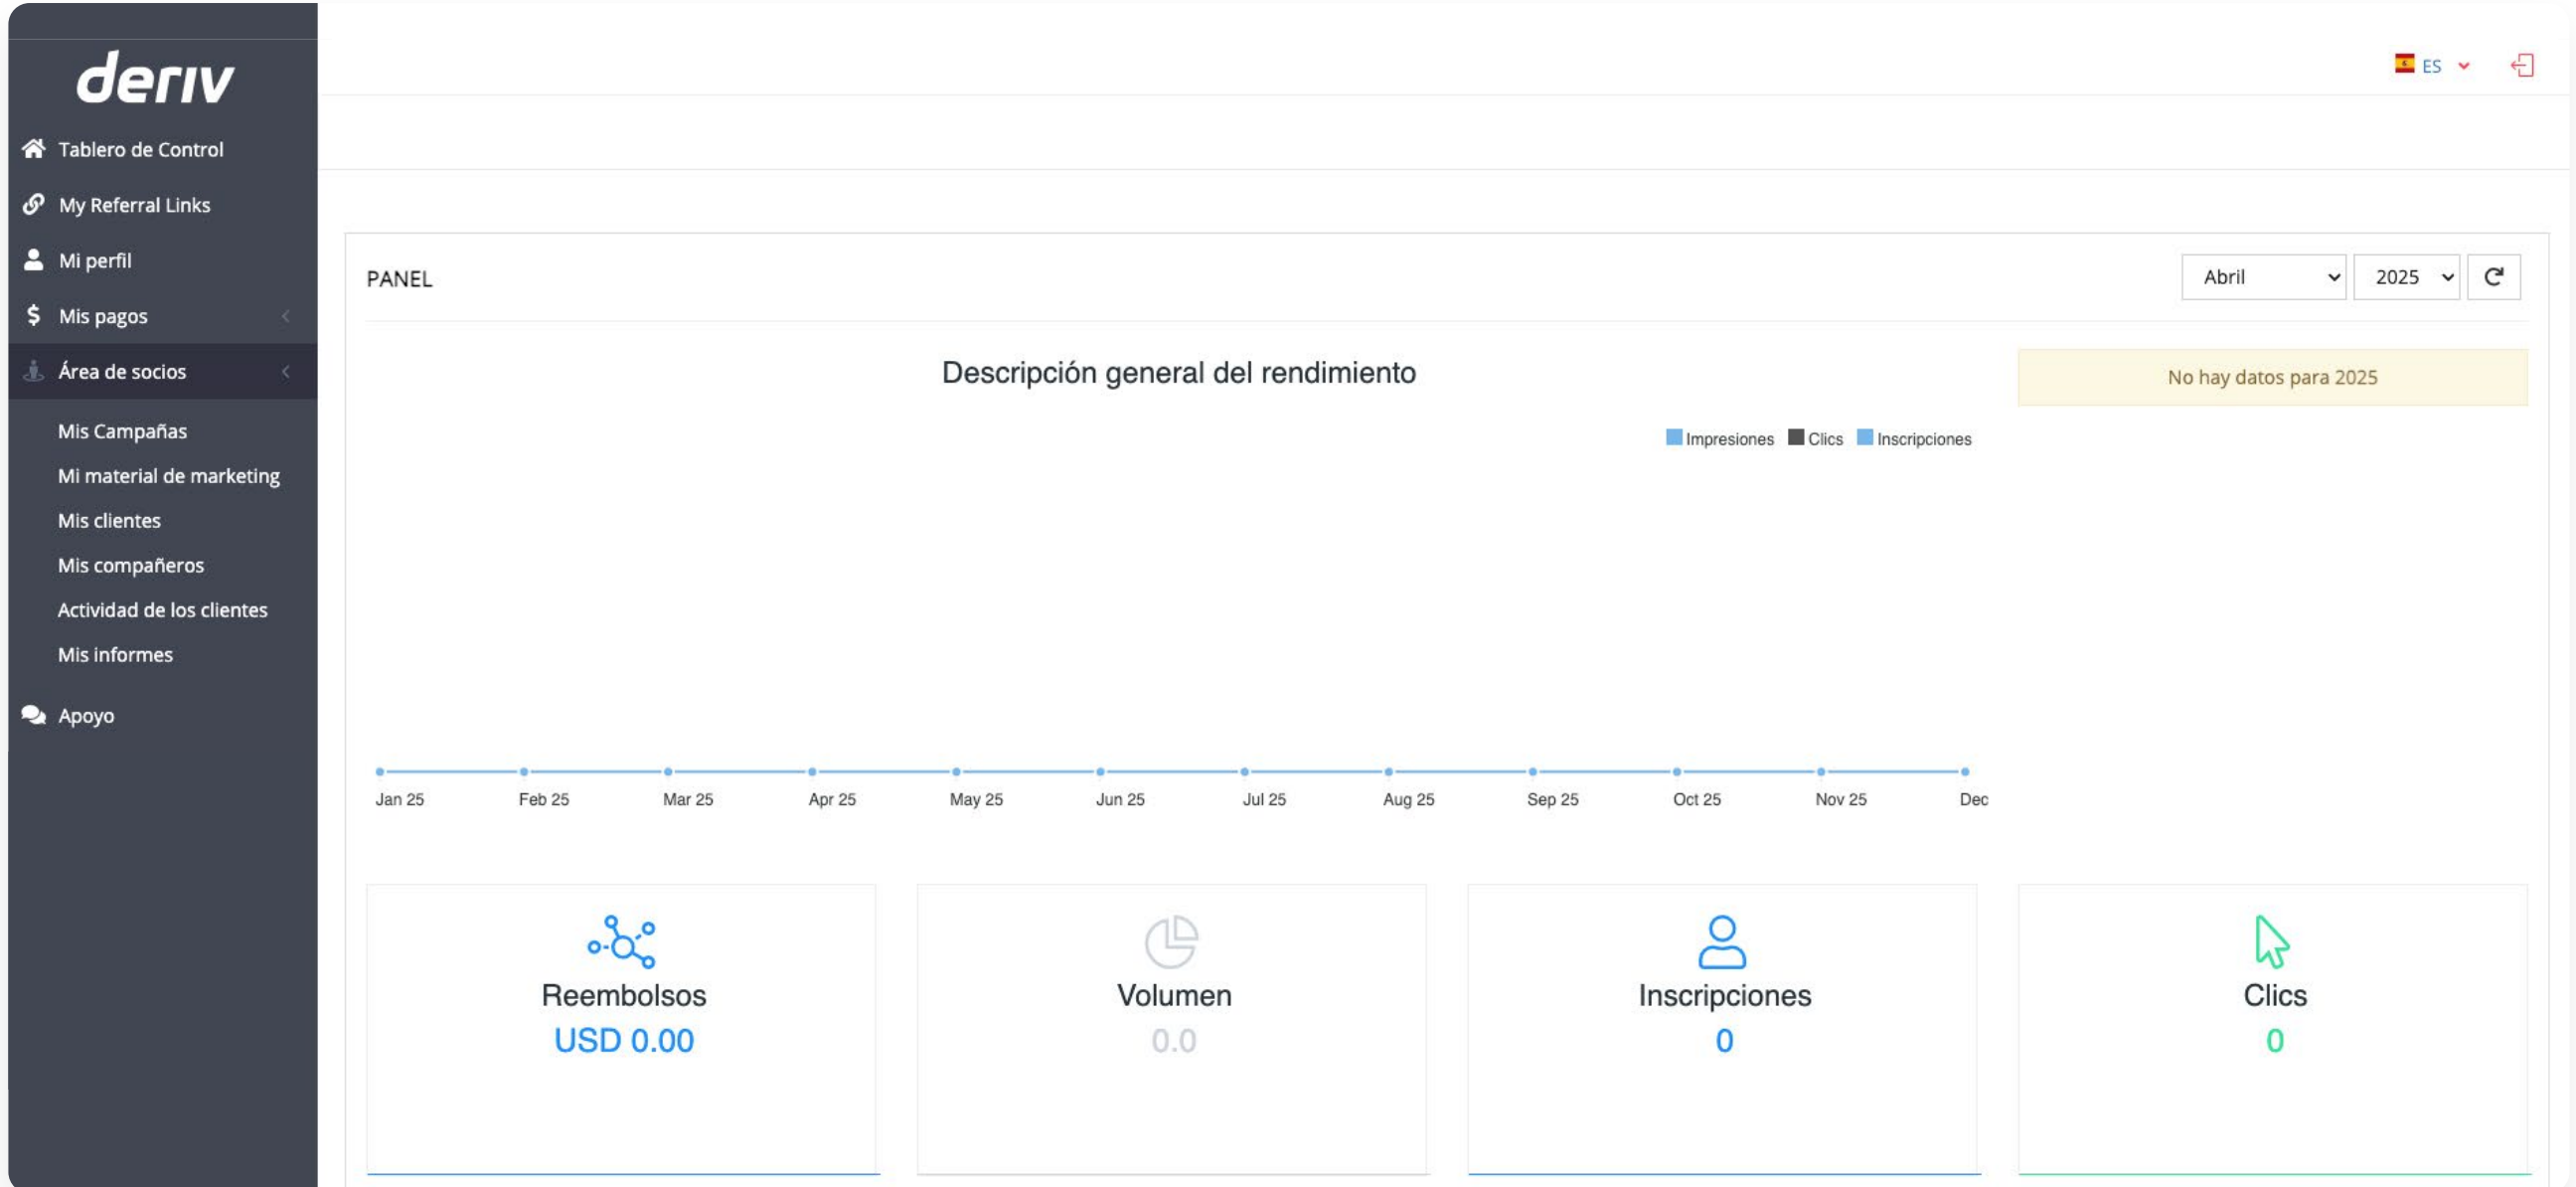 deriv
Tablero de Control
My Referral Links
Mi perfil
Mis pagos
Área de socios
Mis Campañas
Mi material de marketing
Mis clientes
Mis compañeros
Actividad de los clientes
Mis informes
Apoyo
ES
PANEL
Abril 2025
Descripción general del rendimiento
No hay datos para 2025
Impresiones Clics Inscripciones
Jan 25 Feb 25 Mar 25 Apr 25 May 25 Jun 25 Jul 25 Aug 25 Sep 25 Oct 25 Nov 25 Dec
Reembolsos
USD 0.00
Volumen
0.0
Inscripciones
0
Clics
0